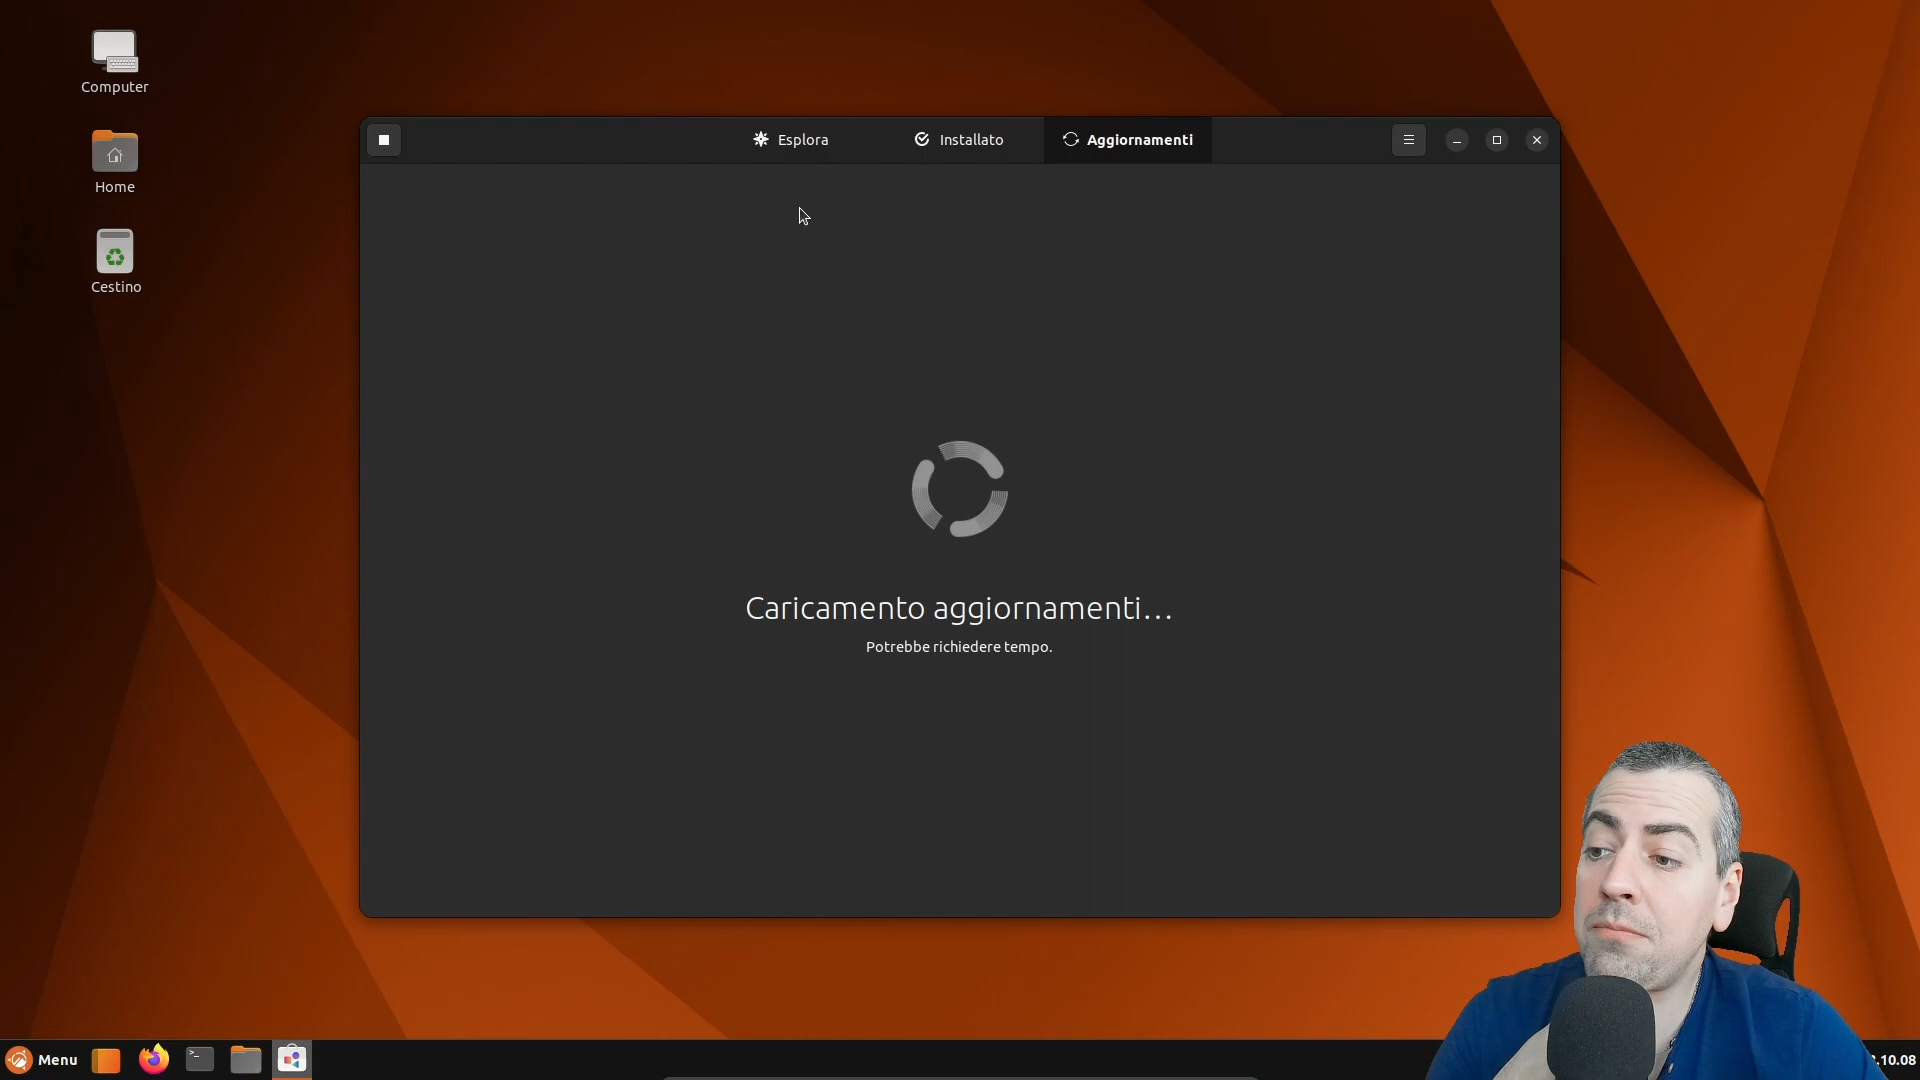 Computer
Home
Cestino
Esplora
Installato
Aggiornamenti
Caricamento aggiornamenti...
Potrebbe richiedere tempo.
Menu
.10.08